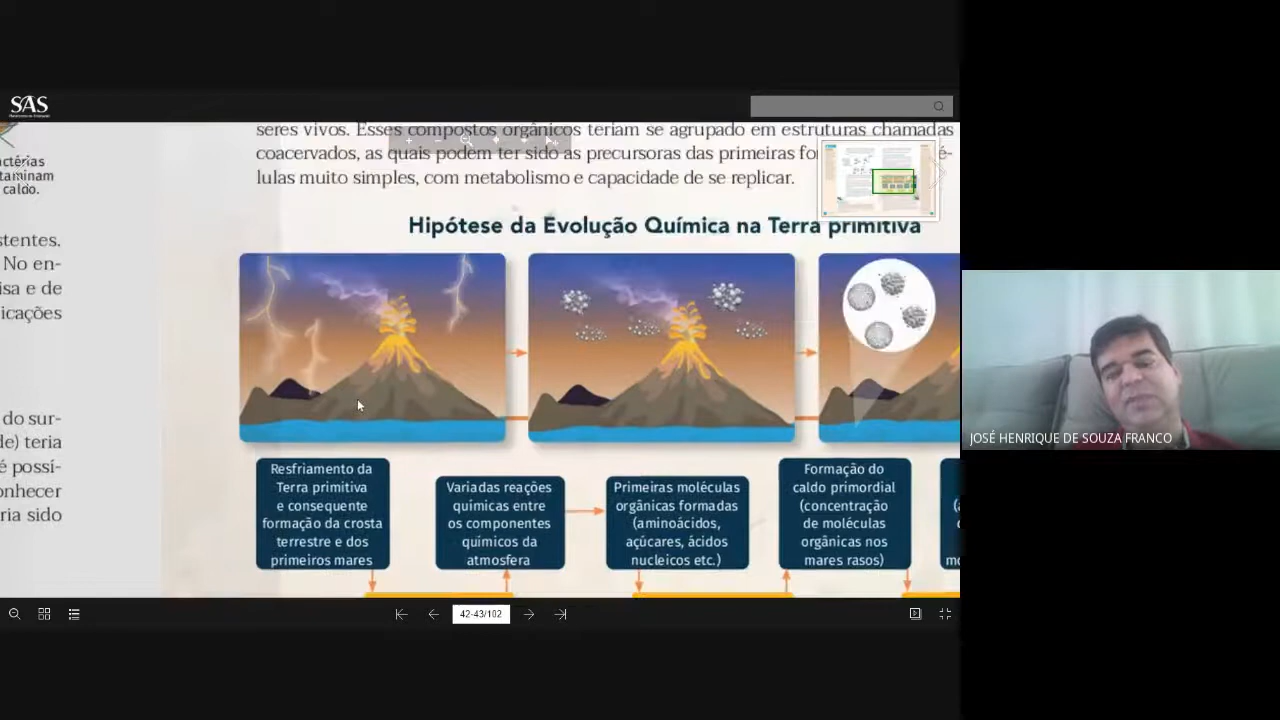 SAS
actérias
taminam
caldo.
stentes.
No en-
isa e de
icações
do sur-
de) teria
é possí-
onhecer
ria sido
seres vivos. Esses compostos orgânicos teriam se agrupado em estruturas chamadas
coacervados, as quais podem ter sido as precursoras das primeiras fo
é-
lulas muito simples, com metabolismo e capacidade de se replicar.
Hipótese da Evolução Química na Terra primitiva
Resfriamento da
Terra primitiva
e consequente
formação da crosta
terrestre e dos
primeiros mares
Variadas reações
químicas entre
os componentes
químicos da
atmosfera
Primeiras moléculas
orgânicas formadas
(aminoácidos,
açúcares, ácidos
nucleicos etc.)
Formação do
caldo primordial
(concentração
de moléculas
orgânicas nos
mares rasos)
42-43/102
JOSÉ HENRIQUE DE SOUZA FRANCO